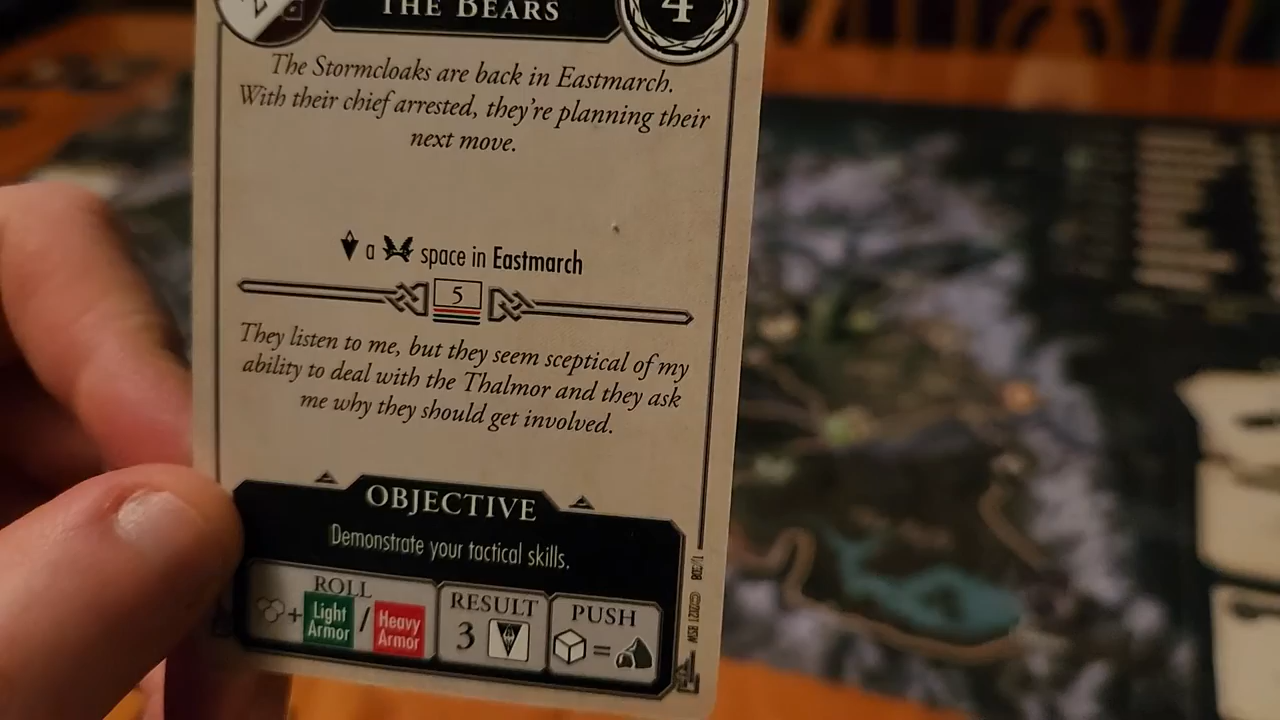 THE BEARS
4
The Stormcloaks are back in Eastmarch.
With their chief arrested, they're planning their
next move.
a space in Eastmarch
5
They listen to me, but they seem sceptical of my
ability to deal with the Thalmor and they ask
me why they should get involved.
OBJECTIVE
Demonstrate your tactical skills.
ROLL
+ Light Armor / Heavy Armor
RESULT
3
PUSH
=
©2021 BSW